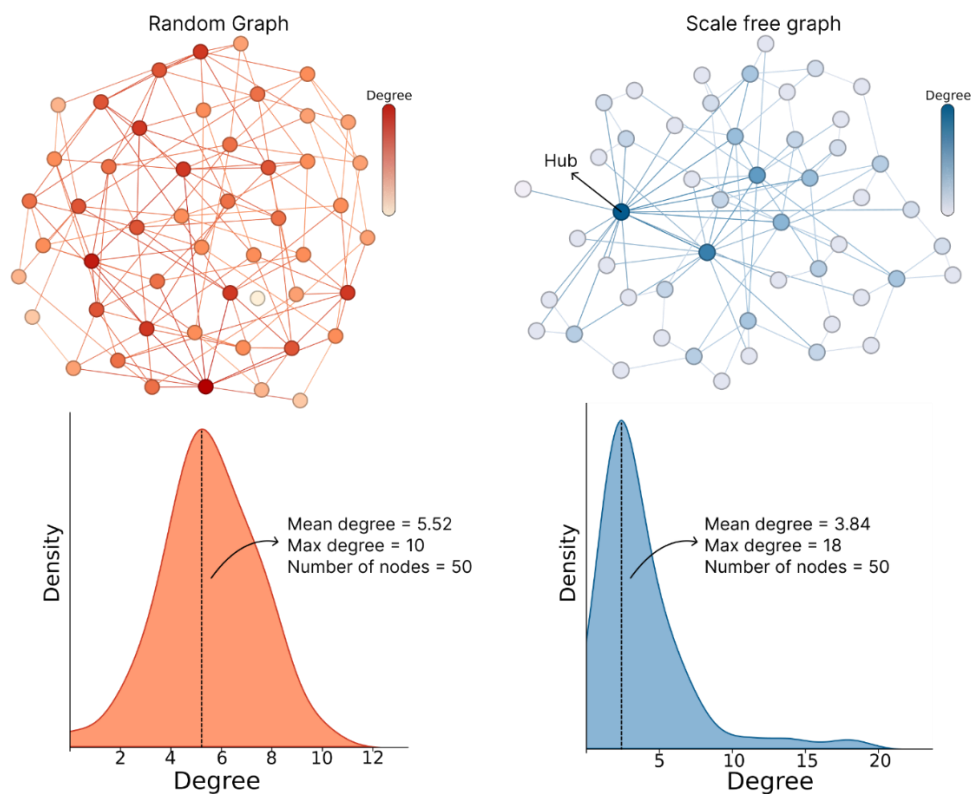 Random Graph
Degree
Scale free graph
Degree
Hub
Density
Mean degree = 5.52
Max degree = 10
Number of nodes = 50
2
4
6
8
10
12
Degree
Density
Mean degree = 3.84
Max degree = 18
Number of nodes = 50
5
10
15
20
Degree